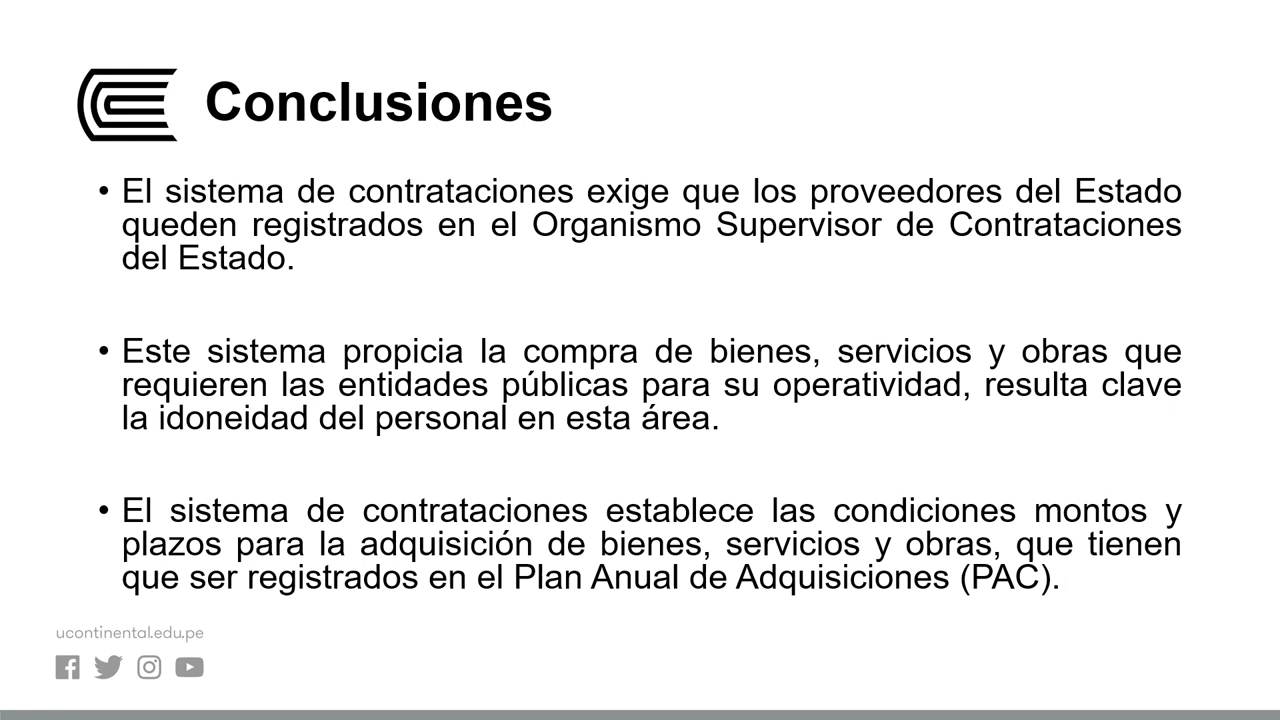 Conclusiones
• El sistema de contrataciones exige que los proveedores del Estado
queden registrados en el Organismo Supervisor de Contrataciones
del Estado.
• Este sistema propicia la compra de bienes, servicios y obras que
requieren las entidades públicas para su operatividad, resulta clave
la idoneidad del personal en esta área.
• El sistema de contrataciones establece las condiciones montos y
plazos para la adquisición de bienes, servicios y obras, que tienen
que ser registrados en el Plan Anual de Adquisiciones (PAC).
ucontinental.edu.pe